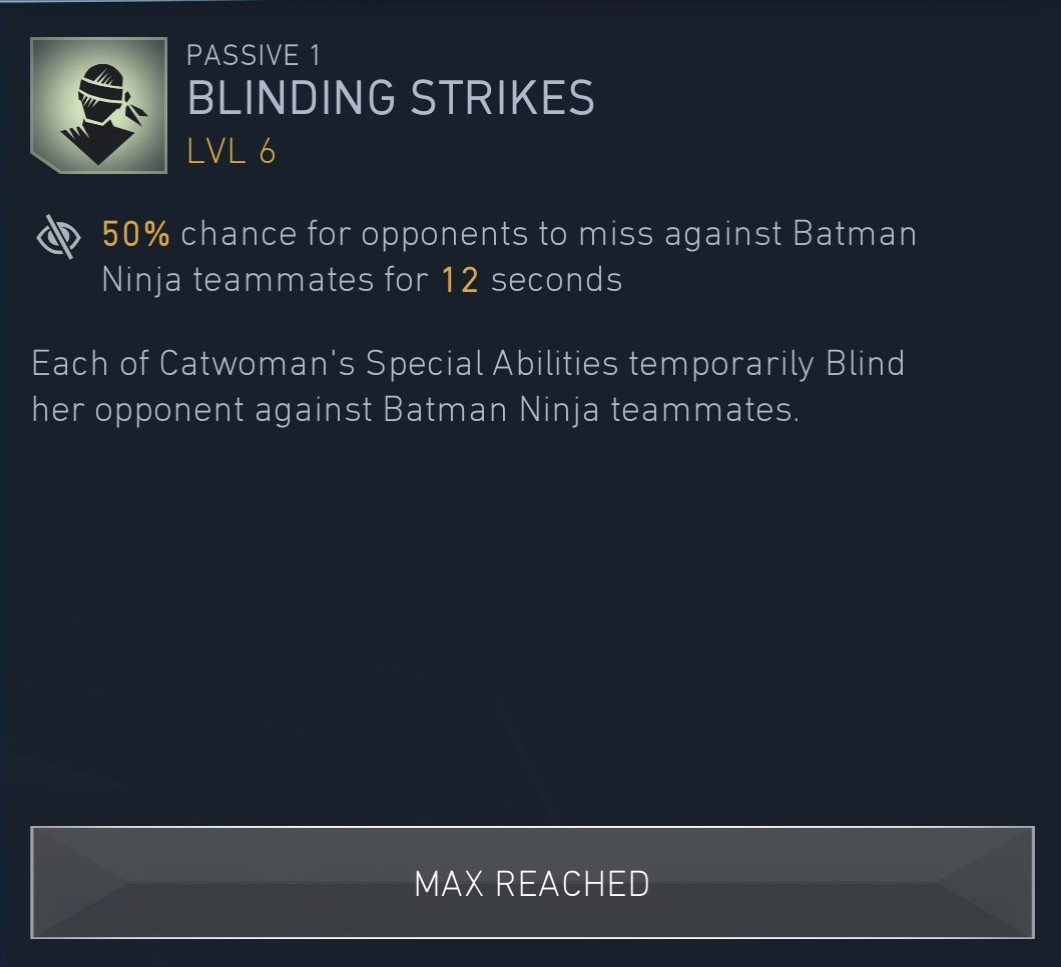 PASSIVE 1
BLINDING STRIKES
LVL 6
50% chance for opponents to miss against Batman
Ninja teammates for 12 seconds
Each of Catwoman's Special Abilities temporarily Blind
her opponent against Batman Ninja teammates.
MAX REACHED